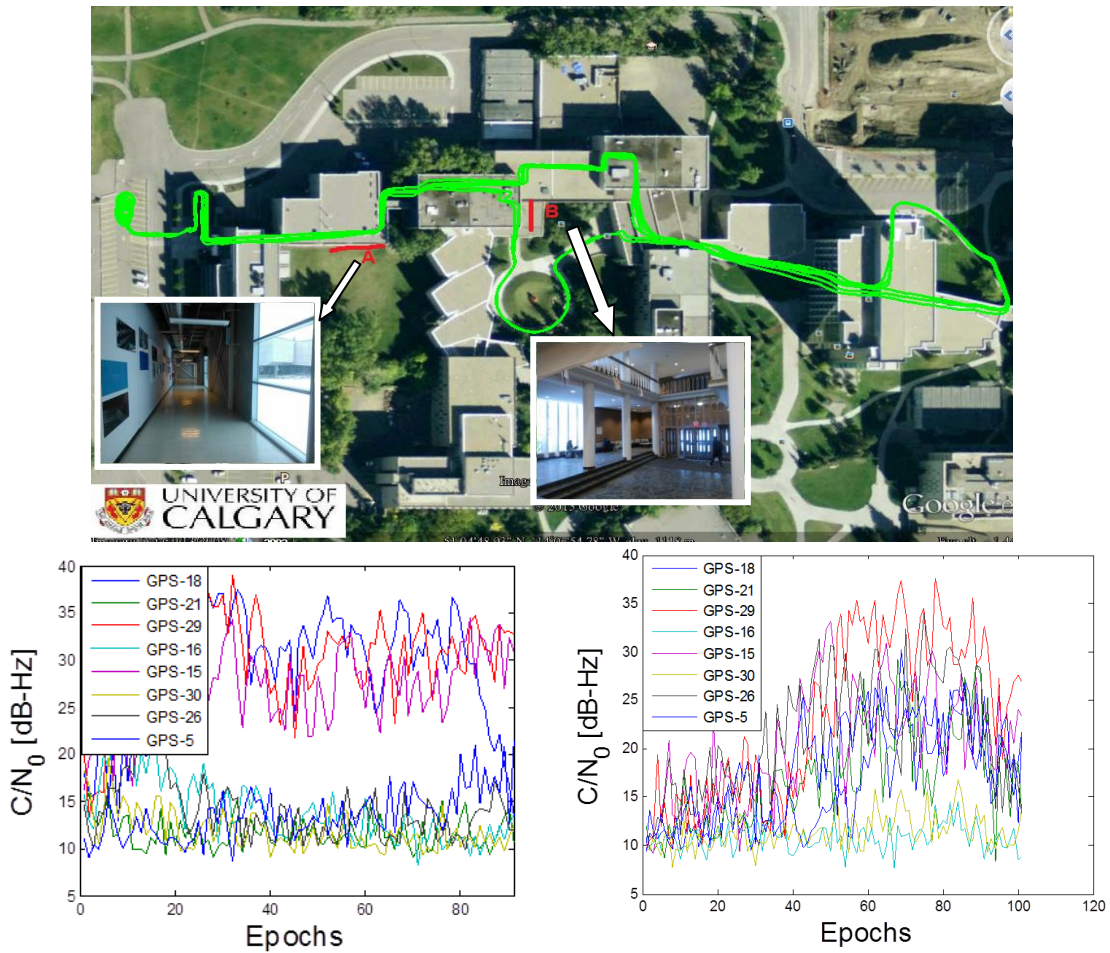 A
B
P
Imag
© 2013 Google
Google e
UNIVERSITY OF
CALGARY
40
35
30
25
20
15
10
5
0
20
40
60
80
C/N0 [dB-Hz]
Epochs
GPS-18
GPS-21
GPS-29
GPS-16
GPS-15
GPS-30
GPS-26
GPS-5
40
35
30
25
20
15
10
5
0
20
40
60
80
100
120
C/N0 [dB-Hz]
Epochs
GPS-18
GPS-21
GPS-29
GPS-16
GPS-15
GPS-30
GPS-26
GPS-5